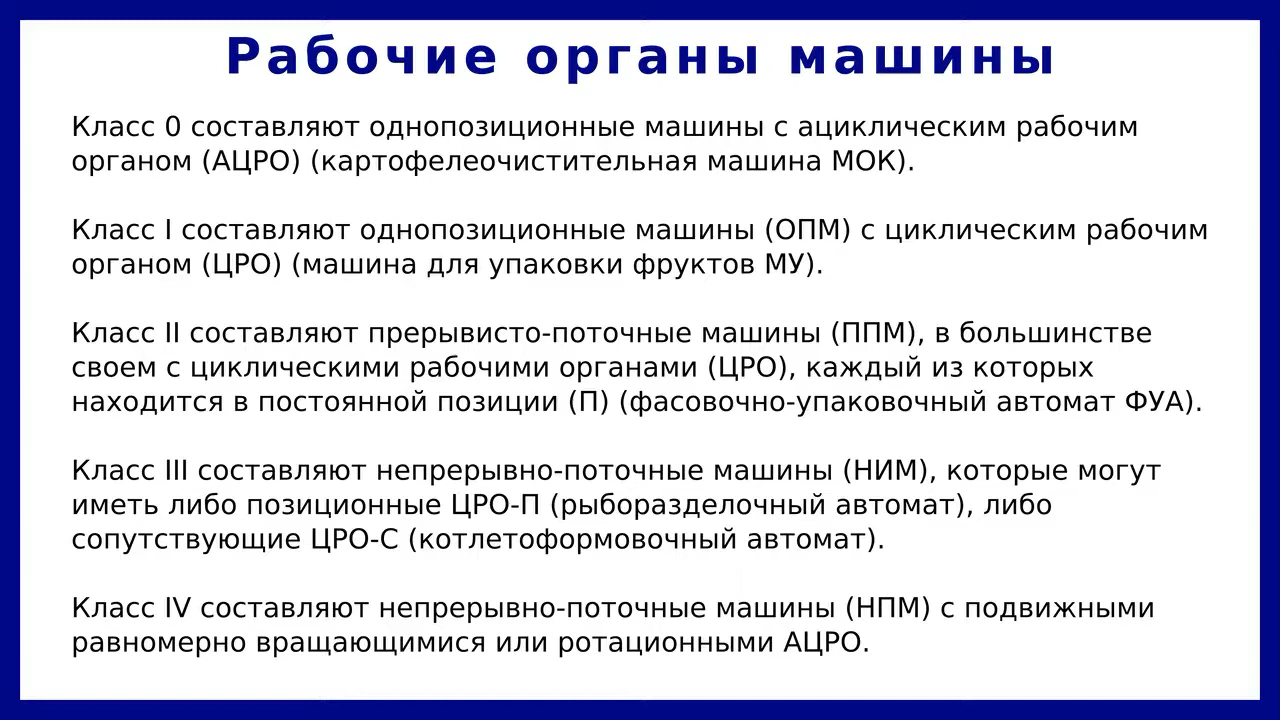 Рабочие органы машины
Класс 0 составляют однопозиционные машины с ациклическим рабочим
органом (АЦРО) (картофелеочистительная машина МОК).
Класс I составляют однопозиционные машины (ОПМ) с циклическим рабочим
органом (ЦРО) (машина для упаковки фруктов МУ).
Класс II составляют прерывисто-поточные машины (ППМ), в большинстве
своем с циклическими рабочими органами (ЦРО), каждый из которых
находится в постоянной позиции (П) (фасовочно-упаковочный автомат ФУА).
Класс III составляют непрерывно-поточные машины (НИМ), которые могут
иметь либо позиционные ЦРО-П (рыборазделочный автомат), либо
сопутствующие ЦРО-С (котлетоформовочный автомат).
Класс IV составляют непрерывно-поточные машины (НПМ) с подвижными
равномерно вращающимися или ротационными АЦРО.